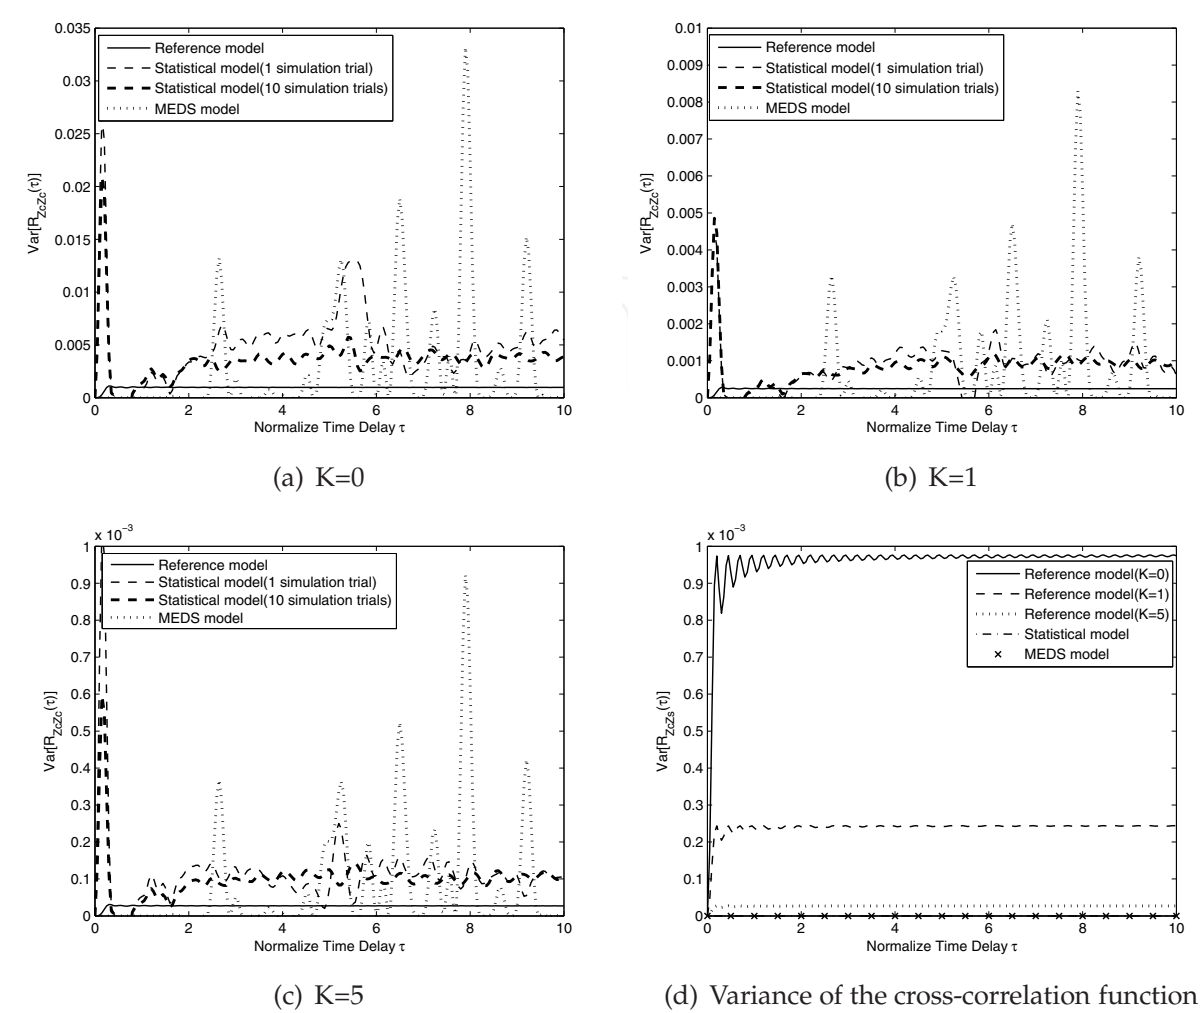 0.035
0.03
0.025
0.02
0.015
0.01
0.005
0
Var[R_ZcZc(τ)]
Reference model
Statistical model(1 simulation trial)
Statistical model(10 simulation trials)
MEDS model
0 2 4 6 8 10
Normalize Time Delay τ
(a) K=0
0.01
0.009
0.008
0.007
0.006
0.005
0.004
0.003
0.002
0.001
0
Var[R_ZcZc(τ)]
Reference model
Statistical model(1 simulation trial)
Statistical model(10 simulation trials)
MEDS model
0 2 4 6 8 10
Normalize Time Delay τ
(b) K=1
x 10⁻³
1
0.9
0.8
0.7
0.6
0.5
0.4
0.3
0.2
0.1
0
Var[R_ZcZc(τ)]
Reference model
Statistical model(1 simulation trial)
Statistical model(10 simulation trials)
MEDS model
0 2 4 6 8 10
Normalize Time Delay τ
(c) K=5
x 10⁻³
1
0.9
0.8
0.7
0.6
0.5
0.4
0.3
0.2
0.1
0
Var[R_ZcZs(τ)]
Reference model(K=0)
Reference model(K=1)
Reference model(K=5)
Statistical model
MEDS model
0 2 4 6 8 10
Normalize Time Delay τ
(d) Variance of the cross-correlation function